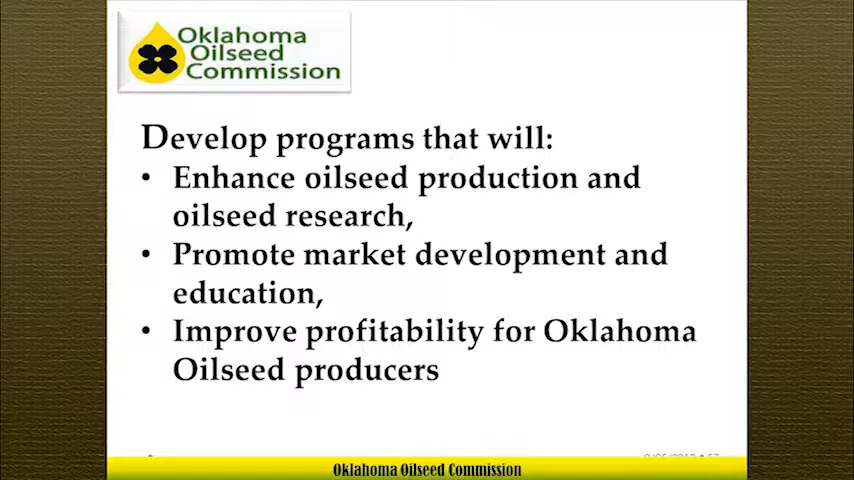 Oklahoma
Oilseed
Commission
Develop programs that will:
• Enhance oilseed production and
oilseed research,
• Promote market development and
education,
• Improve profitability for Oklahoma
Oilseed producers
Oklahoma Oilseed Commission